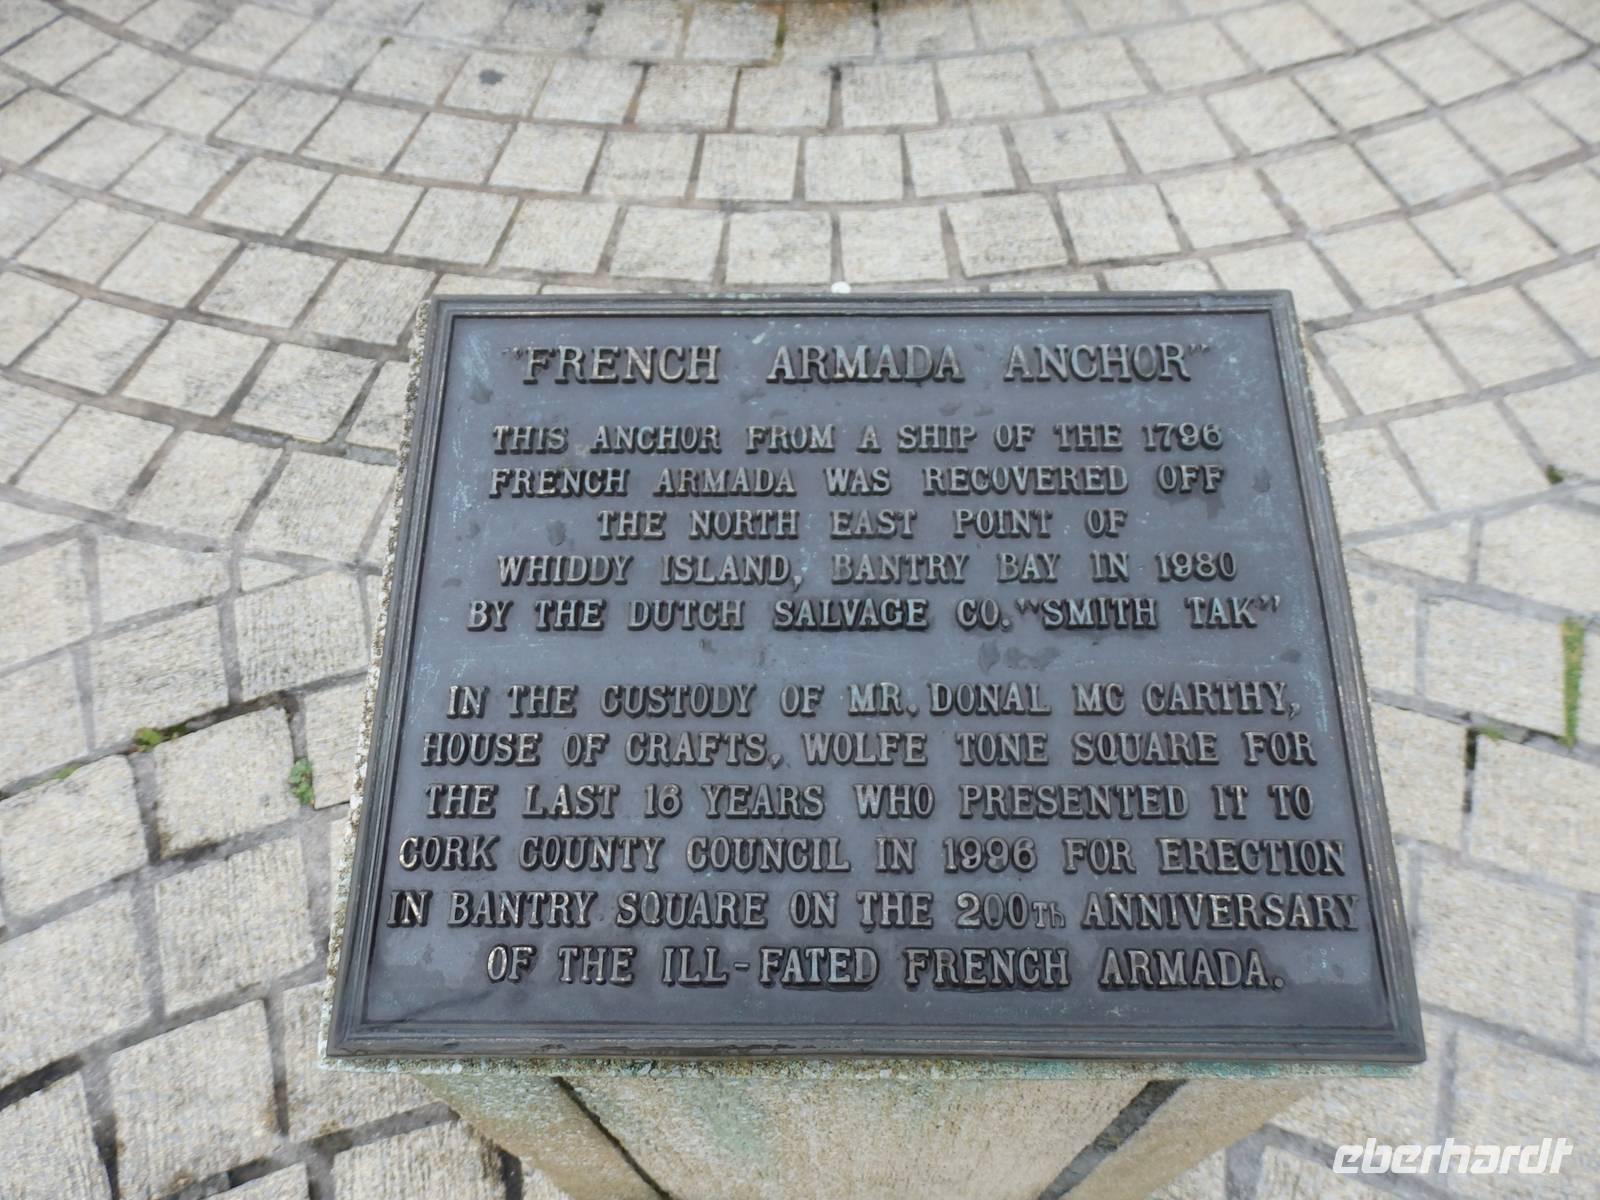 "FRENCH ARMADA ANCHOR"
THIS ANCHOR FROM A SHIP OF THE 1796
FRENCH ARMADA WAS RECOVERED OFF
THE NORTH EAST POINT OF
WHIDDY ISLAND, BANTRY BAY IN 1980
BY THE DUTCH SALVAGE CO. "SMITH TAK"
IN THE CUSTODY OF MR. DONAL MC CARTHY,
HOUSE OF CRAFTS, WOLFE TONE SQUARE FOR
THE LAST 16 YEARS WHO PRESENTED IT TO
CORK COUNTY COUNCIL IN 1996 FOR ERECTION
IN BANTRY SQUARE ON THE 200Th ANNIVERSARY
OF THE ILL-FATED FRENCH ARMADA.
eberhardt